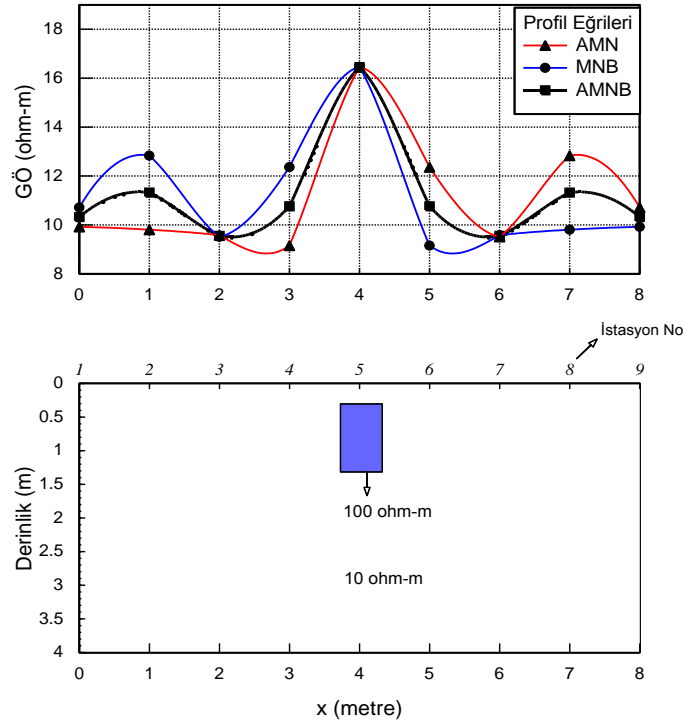 Profil Eğrileri
AMN
MNB
AMNB
GÖ (ohm-m)
18
16
14
12
10
8
0 1 2 3 4 5 6 7 8
İstasyon No
1 2 3 4 5 6 7 8 9
Derinlik (m)
0
0.5
1
1.5
2
2.5
3
3.5
4
100 ohm-m
10 ohm-m
0 1 2 3 4 5 6 7 8
x (metre)